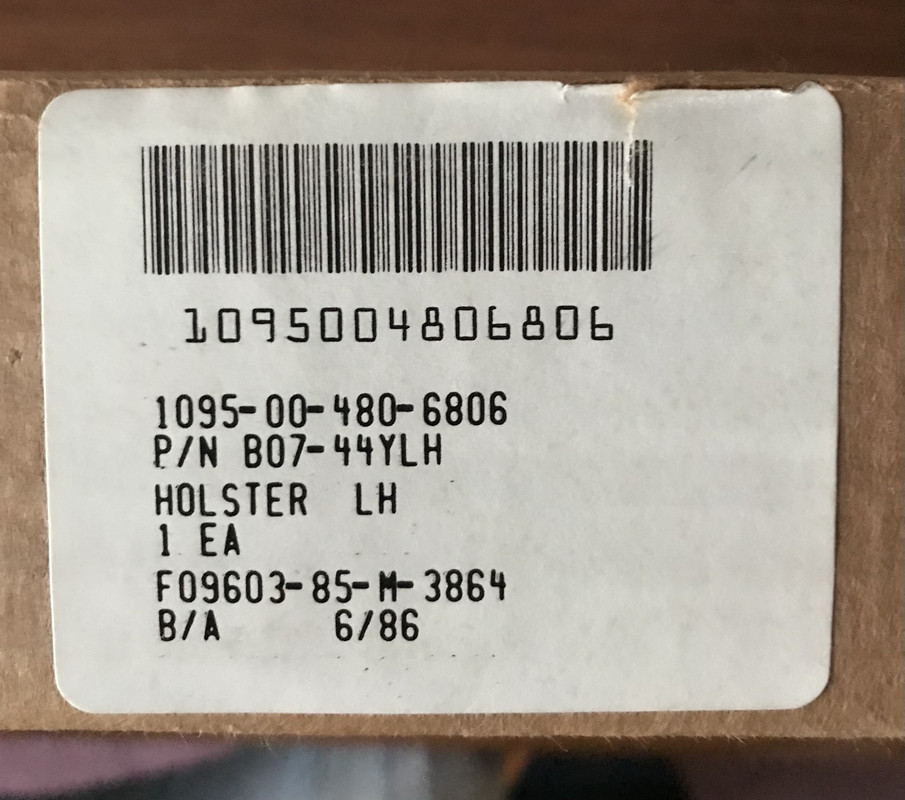 1095004806806
1095-00-480-6806
P/N B07-44YLH
HOLSTER LH
1 EA
F09603-85-M-3864
B/A 6/86